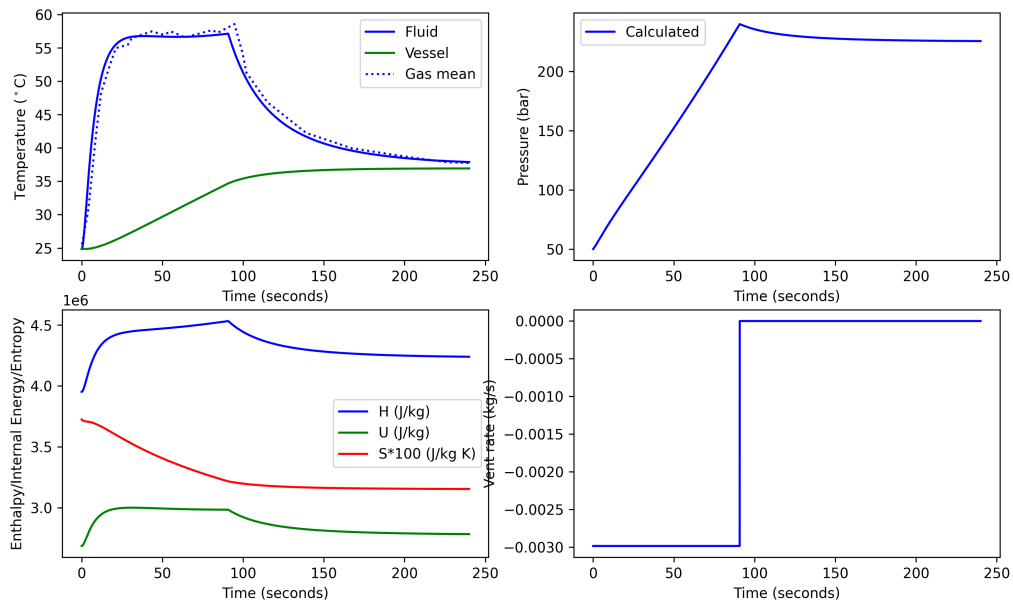 60
55
50
45
40
35
30
25
Temperature (°C)
Fluid
Vessel
Gas mean
0
50
100
150
200
250
Time (seconds)
200
150
100
50
Pressure (bar)
Calculated
0
50
100
150
200
250
Time (seconds)
1e6
4.5
4.0
3.5
3.0
Enthalpy/Internal Energy/Entropy
H (J/kg)
U (J/kg)
S*100 (J/kg K)
0
50
100
150
200
250
Time (seconds)
0.0000
−0.0005
−0.0010
−0.0015
−0.0020
−0.0025
−0.0030
Vent rate (kg/s)
0
50
100
150
200
250
Time (seconds)